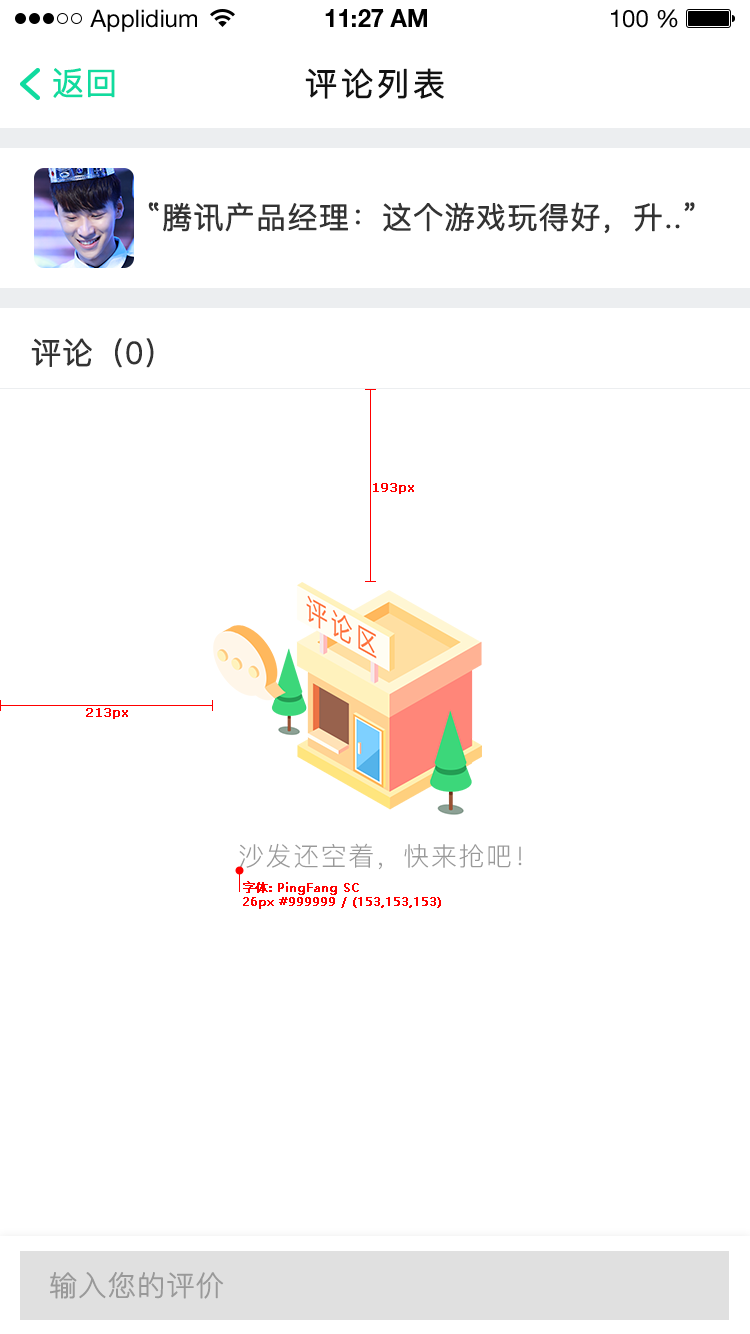 Applidium 11:27 AM 100 %
返回 评论列表
“腾讯产品经理：这个游戏玩得好，升..”
评论（0）
193px
评论区
213px
沙发还空着，快来抢吧！
字体: PingFang SC
26px #999999 / (153,153,153)
输入您的评价